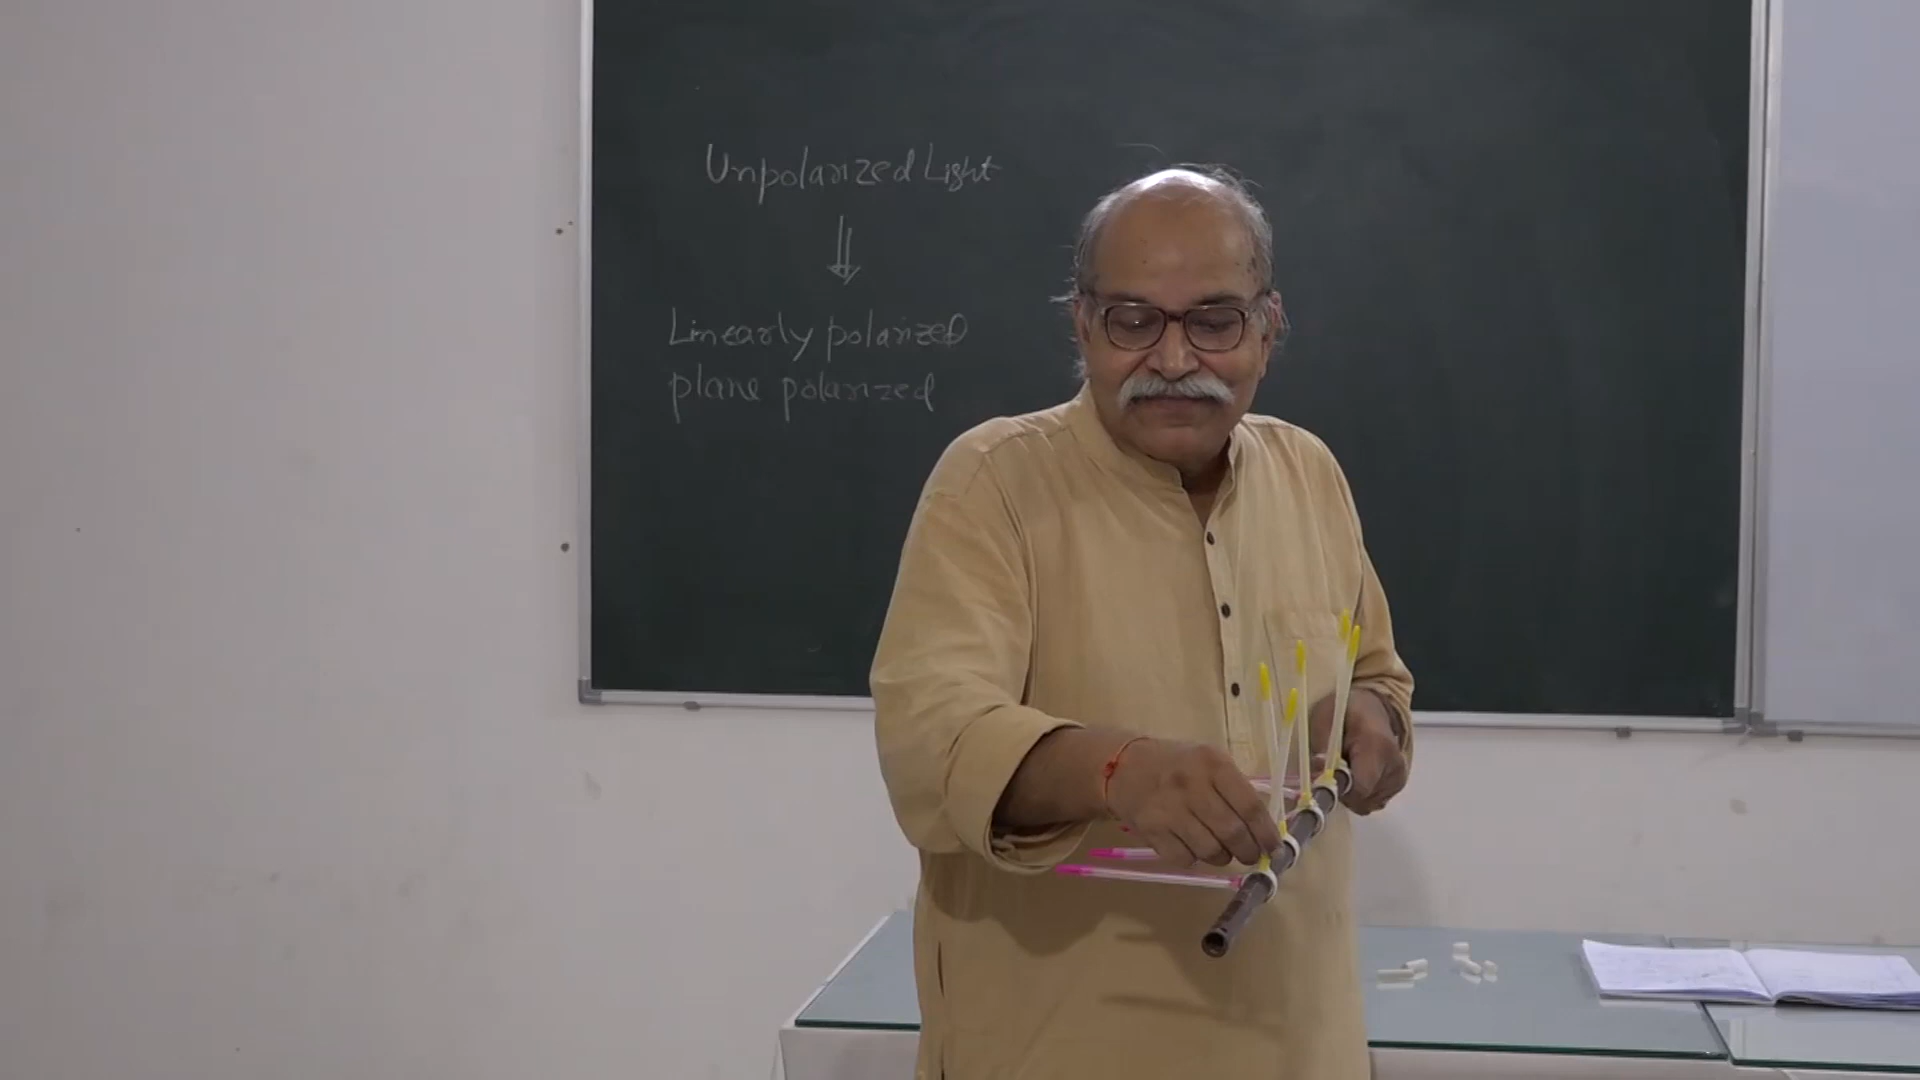 Unpolarized Light
⇓
Linearly polarized
plane polarized